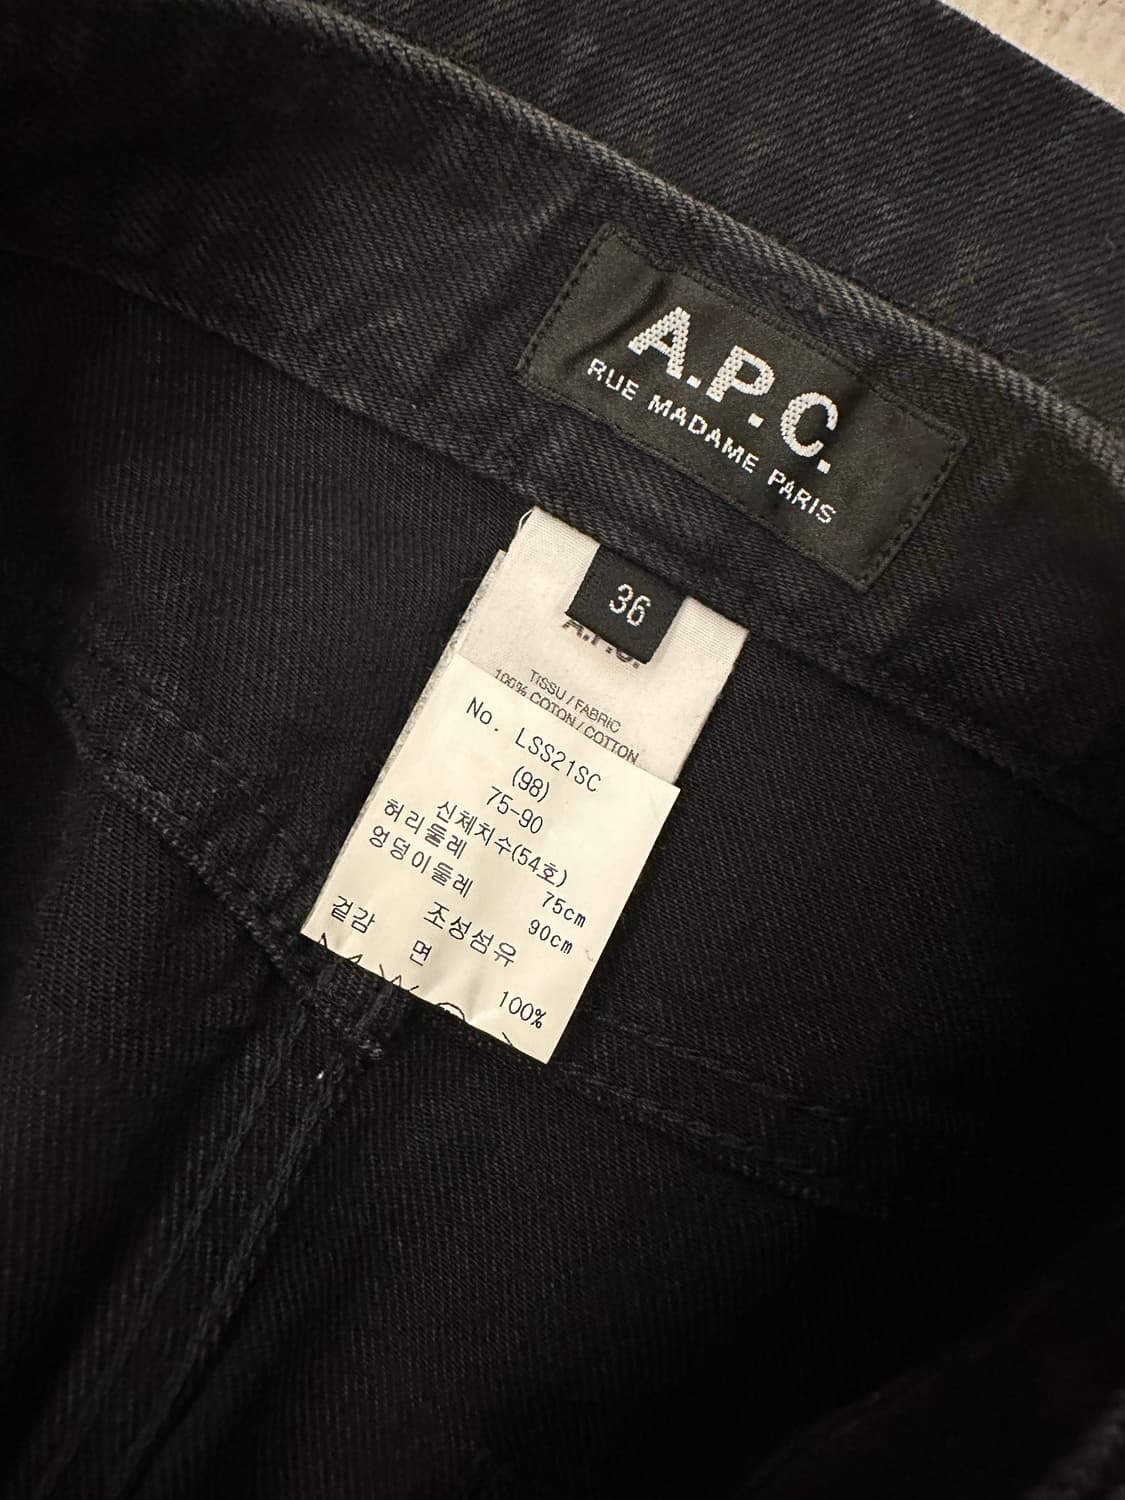 A.P.C.
RUE MADAME PARIS
36
A.P.C.
TISSU / FABRIC
100% COTON / COTTON
No. LSS21SC
(98)
75-90
신체치수(54호)
허리둘레 75cm
엉덩이둘레 90cm
조성섬유
겉감 면 100%